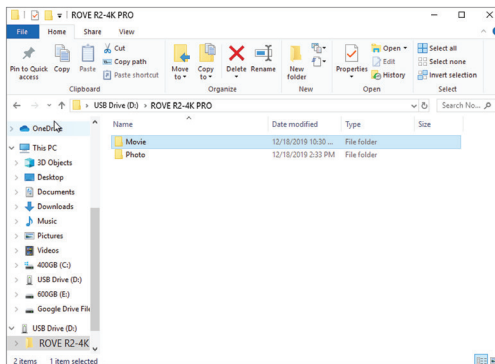 ROVE R2-4K PRO
File Home Share View
Pin to Quick access
Copy
Paste
Cut
Copy path
Paste shortcut
Clipboard
Move to
Copy to
Delete
Rename
Organize
New folder
New
Properties
Open
Edit
History
Open
Select all
Select none
Invert selection
Select
USB Drive (D:) › ROVE R2-4K PRO
Search No...
Name Date modified Type Size
Movie 12/18/2019 10:30 ... File folder
Photo 12/18/2019 2:33 PM File folder
OneDrive
This PC
3D Objects
Desktop
Documents
Downloads
Music
Pictures
Videos
400GB (C:)
USB Drive (D:)
600GB (E:)
Google Drive File
USB Drive (D:)
ROVE R2-4K
2 items 1 item selected